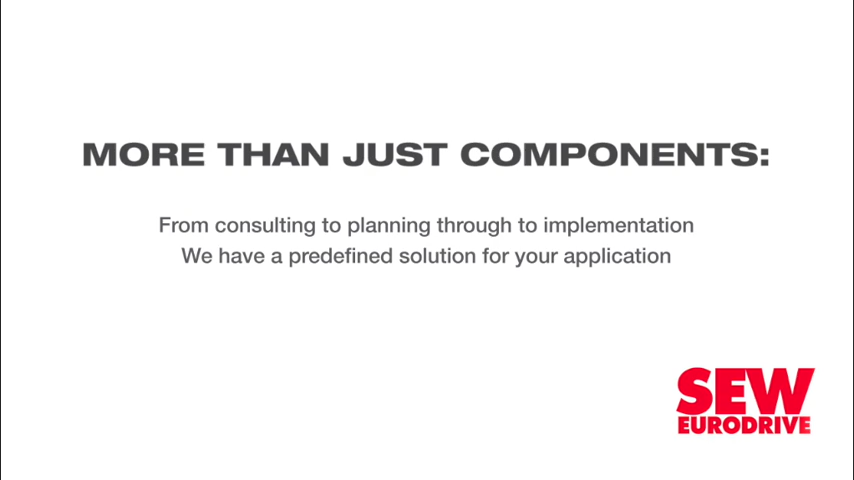 MORE THAN JUST COMPONENTS:
From consulting to planning through to implementation
We have a predefined solution for your application
SEW
EURODRIVE